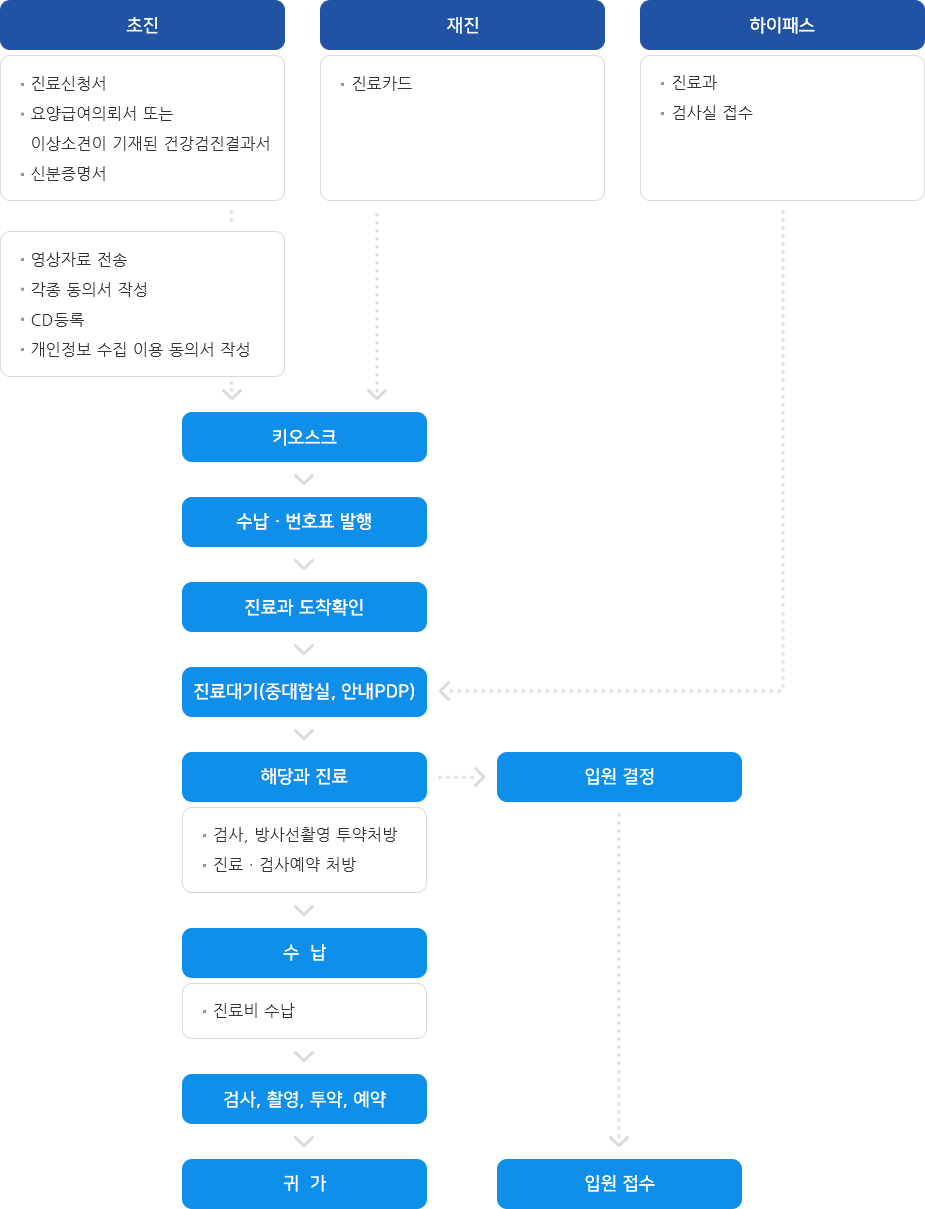 초진
· 진료신청서
· 요양급여의뢰서 또는
이상소견이 기재된 건강검진결과서
· 신분증명서
재진
· 진료카드
하이패스
· 진료과
· 검사실 접수
· 영상자료 전송
· 각종 동의서 작성
· CD등록
· 개인정보 수집 이용 동의서 작성
키오스크
수납 · 번호표 발행
진료과 도착확인
진료대기(중대합실, 안내PDP)
해당과 진료
입원 결정
· 검사, 방사선촬영 투약처방
· 진료 · 검사예약 처방
수 납
· 진료비 수납
검사, 촬영, 투약, 예약
귀 가
입원 접수